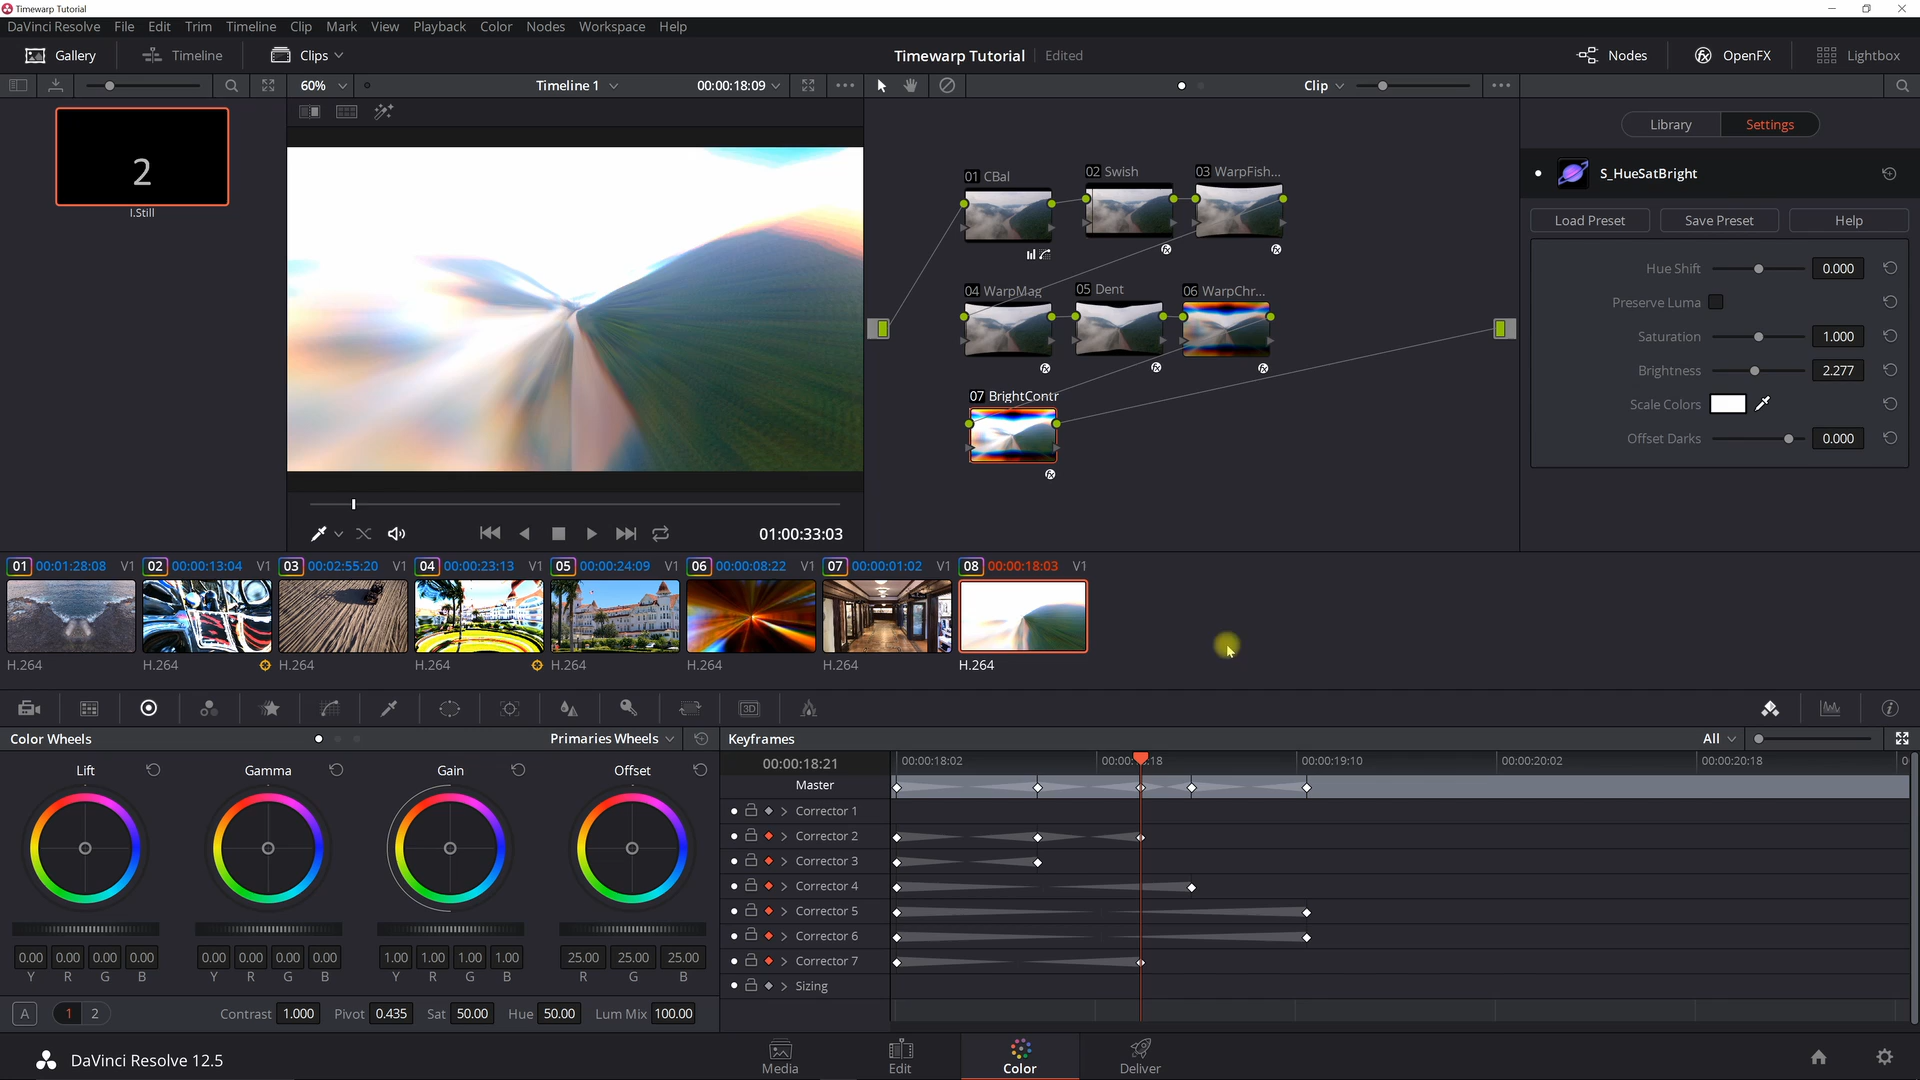 Timewarp Tutorial
DaVinci Resolve File Edit Trim Timeline Clip Mark View Playback Color Nodes Workspace Help
Gallery Timeline Clips Timewarp Tutorial Edited Nodes OpenFX Lightbox
60% Timeline 1 00:00:18:09 Clip
2
I.Still
Library Settings
S_HueSatBright
Load Preset Save Preset Help
Hue Shift 0.000
Preserve Luma
Saturation 1.000
Brightness 2.277
Scale Colors
Offset Darks 0.000
01 CBal 02 Swish 03 WarpFish...
04 WarpMag 05 Dent 06 WarpChr...
07 BrightContr
01:00:33:03
01 00:01:28:08 V1 02 00:00:13:04 V1 03 00:02:55:20 V1 04 00:00:23:13 V1 05 00:00:24:09 V1 06 00:00:08:22 V1 07 00:00:01:02 V1 08 00:00:18:03 V1
H.264 H.264 H.264 H.264 H.264 H.264 H.264 H.264
3D
Color Wheels Primaries Wheels
Lift Gamma Gain Offset
0.00 0.00 0.00 0.00 0.00 0.00 0.00 0.00 1.00 1.00 1.00 1.00 25.00 25.00 25.00
Y R G B Y R G B Y R G B R G B
A 1 2 Contrast 1.000 Pivot 0.435 Sat 50.00 Hue 50.00 Lum Mix 100.00
Keyframes All
00:00:18:21 00:00:18:02 00:00:19:10 00:00:20:02 00:00:20:18
Master
Corrector 1
Corrector 2
Corrector 3
Corrector 4
Corrector 5
Corrector 6
Corrector 7
Sizing
DaVinci Resolve 12.5 Media Edit Color Deliver